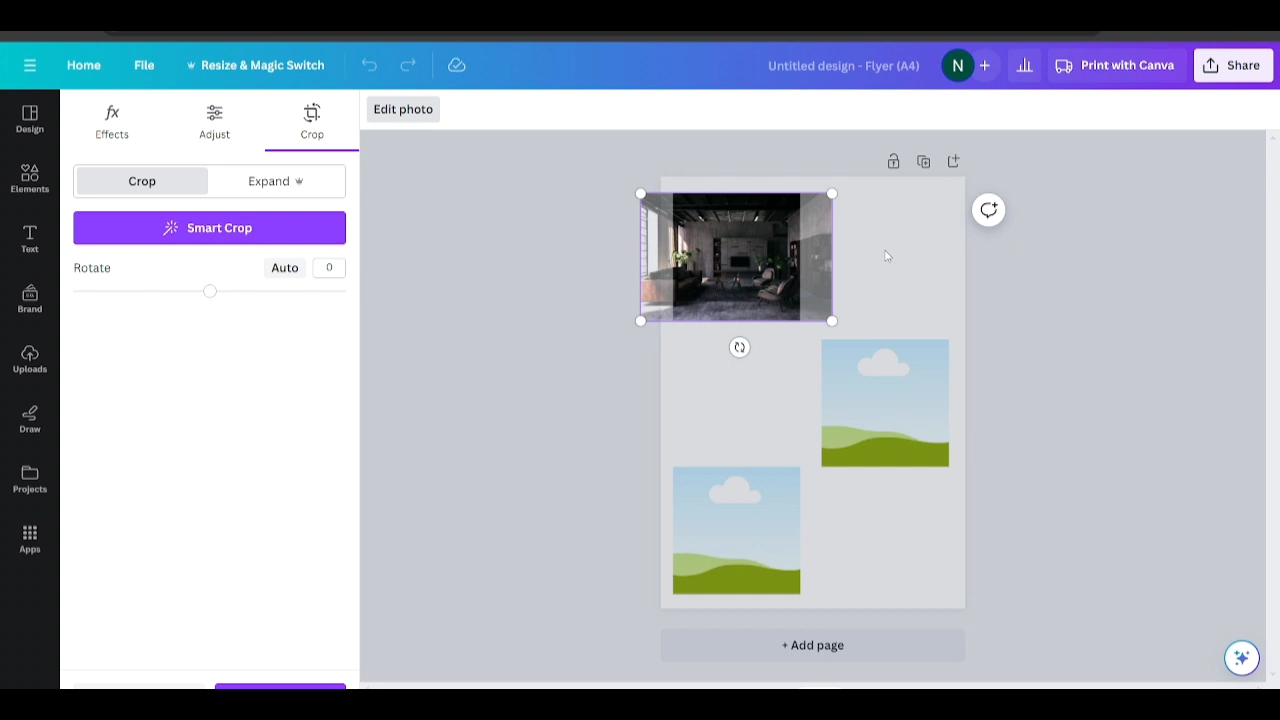 Home
File
Resize & Magic Switch
Untitled design - Flyer (A4)
N
Print with Canva
Share
Design
Elements
Text
Brand
Uploads
Draw
Projects
Apps
Effects
Adjust
Crop
Crop
Expand
Smart Crop
Rotate
Auto
0
Edit photo
+ Add page